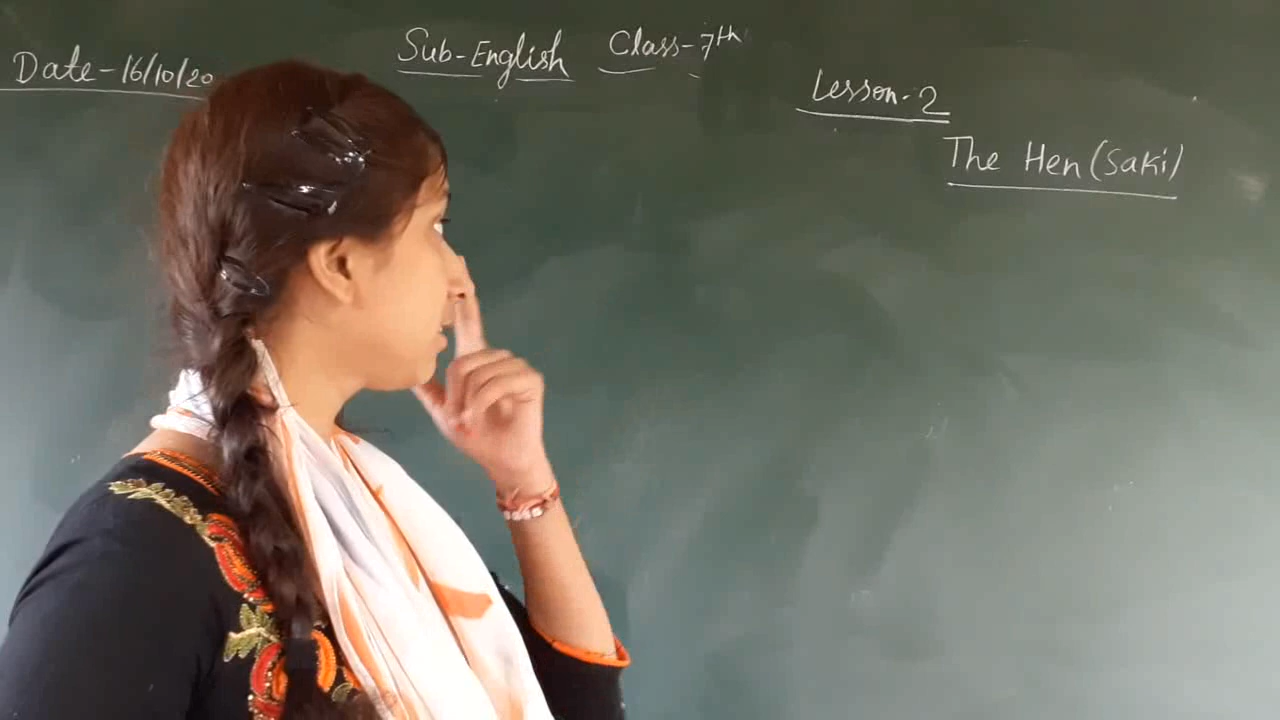 Date-16/10/20
Sub-English Class-7th
Lesson-2
The Hen (Saki)